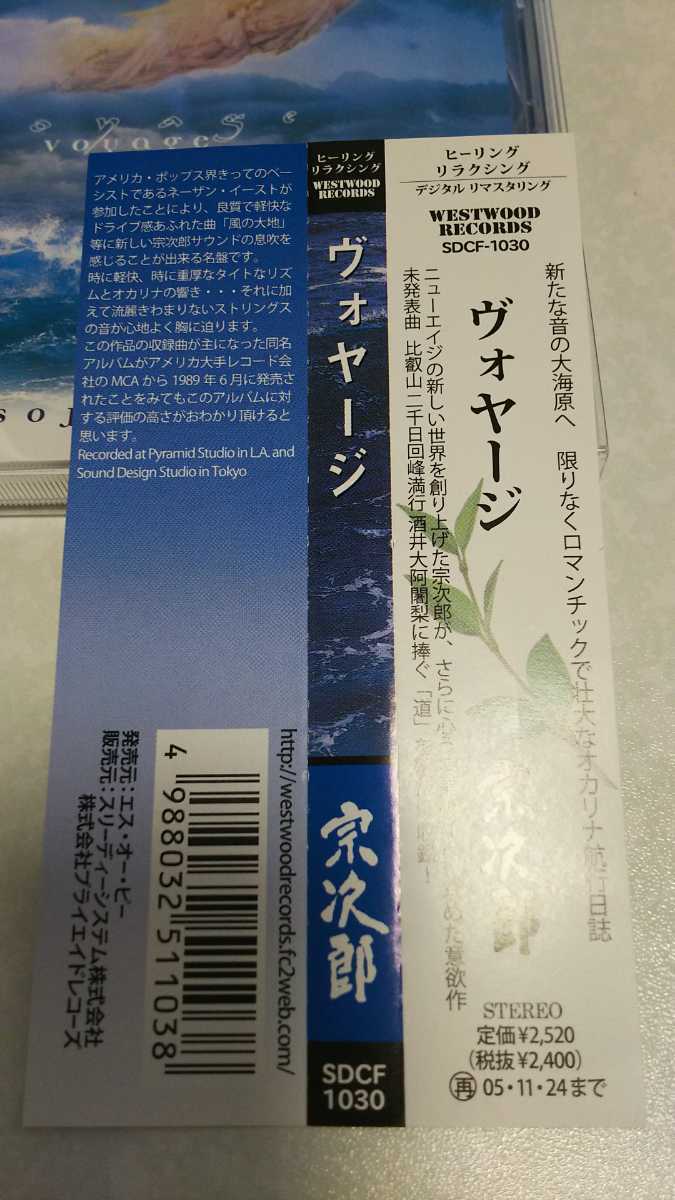 voyage
アメリカ・ポップス界きってのベー
シストであるネーザン・イーストが
参加したことにより、良質で軽快な
ドライブ感あふれた曲「風の大地」
等に新しい宗次郎サウンドの息吹を
感じることが出来る名盤です。
時に軽快、時に重厚なタイトなリズ
ムとオカリナの響き・・・それに加
えて流麗きわまりないストリングス
の音が心地よく胸に迫ります。
この作品の収録曲が主になった同名
アルバムがアメリカ大手レコード会
社の MCA から 1989 年 6 月に発売さ
れたことをみてもこのアルバムに対
する評価の高さがおわかり頂けると
思います。
Recorded at Pyramid Studio in L.A. and
Sound Design Studio in Tokyo
http://westwoodrecords.fc2web.com/
4 988032 511038
発売元：エス・オー・ピー
販売元：スリーディーシステム株式会社
株式会社プライエイドレコーズ
ヒーリング
リラクシング
WESTWOOD
RECORDS
ヴォヤージ
宗次郎
SDCF
1030
ヒーリング
リラクシング
デジタル リマスタリング
WESTWOOD
RECORDS
SDCF-1030
新たな音の大海原へ 限りなくロマンチックで壮大なオカリナ航行日誌
ヴォヤージ
宗次郎
ニューエイジの新しい世界を創り上げた宗次郎が、さらに心 めた意欲作
未発表曲 比叡山 二千日回峰満行 酒井大阿闍梨に捧ぐ「道」を 収録！
STEREO
定価¥2,520
(税抜¥2,400)
再 05・11・24まで